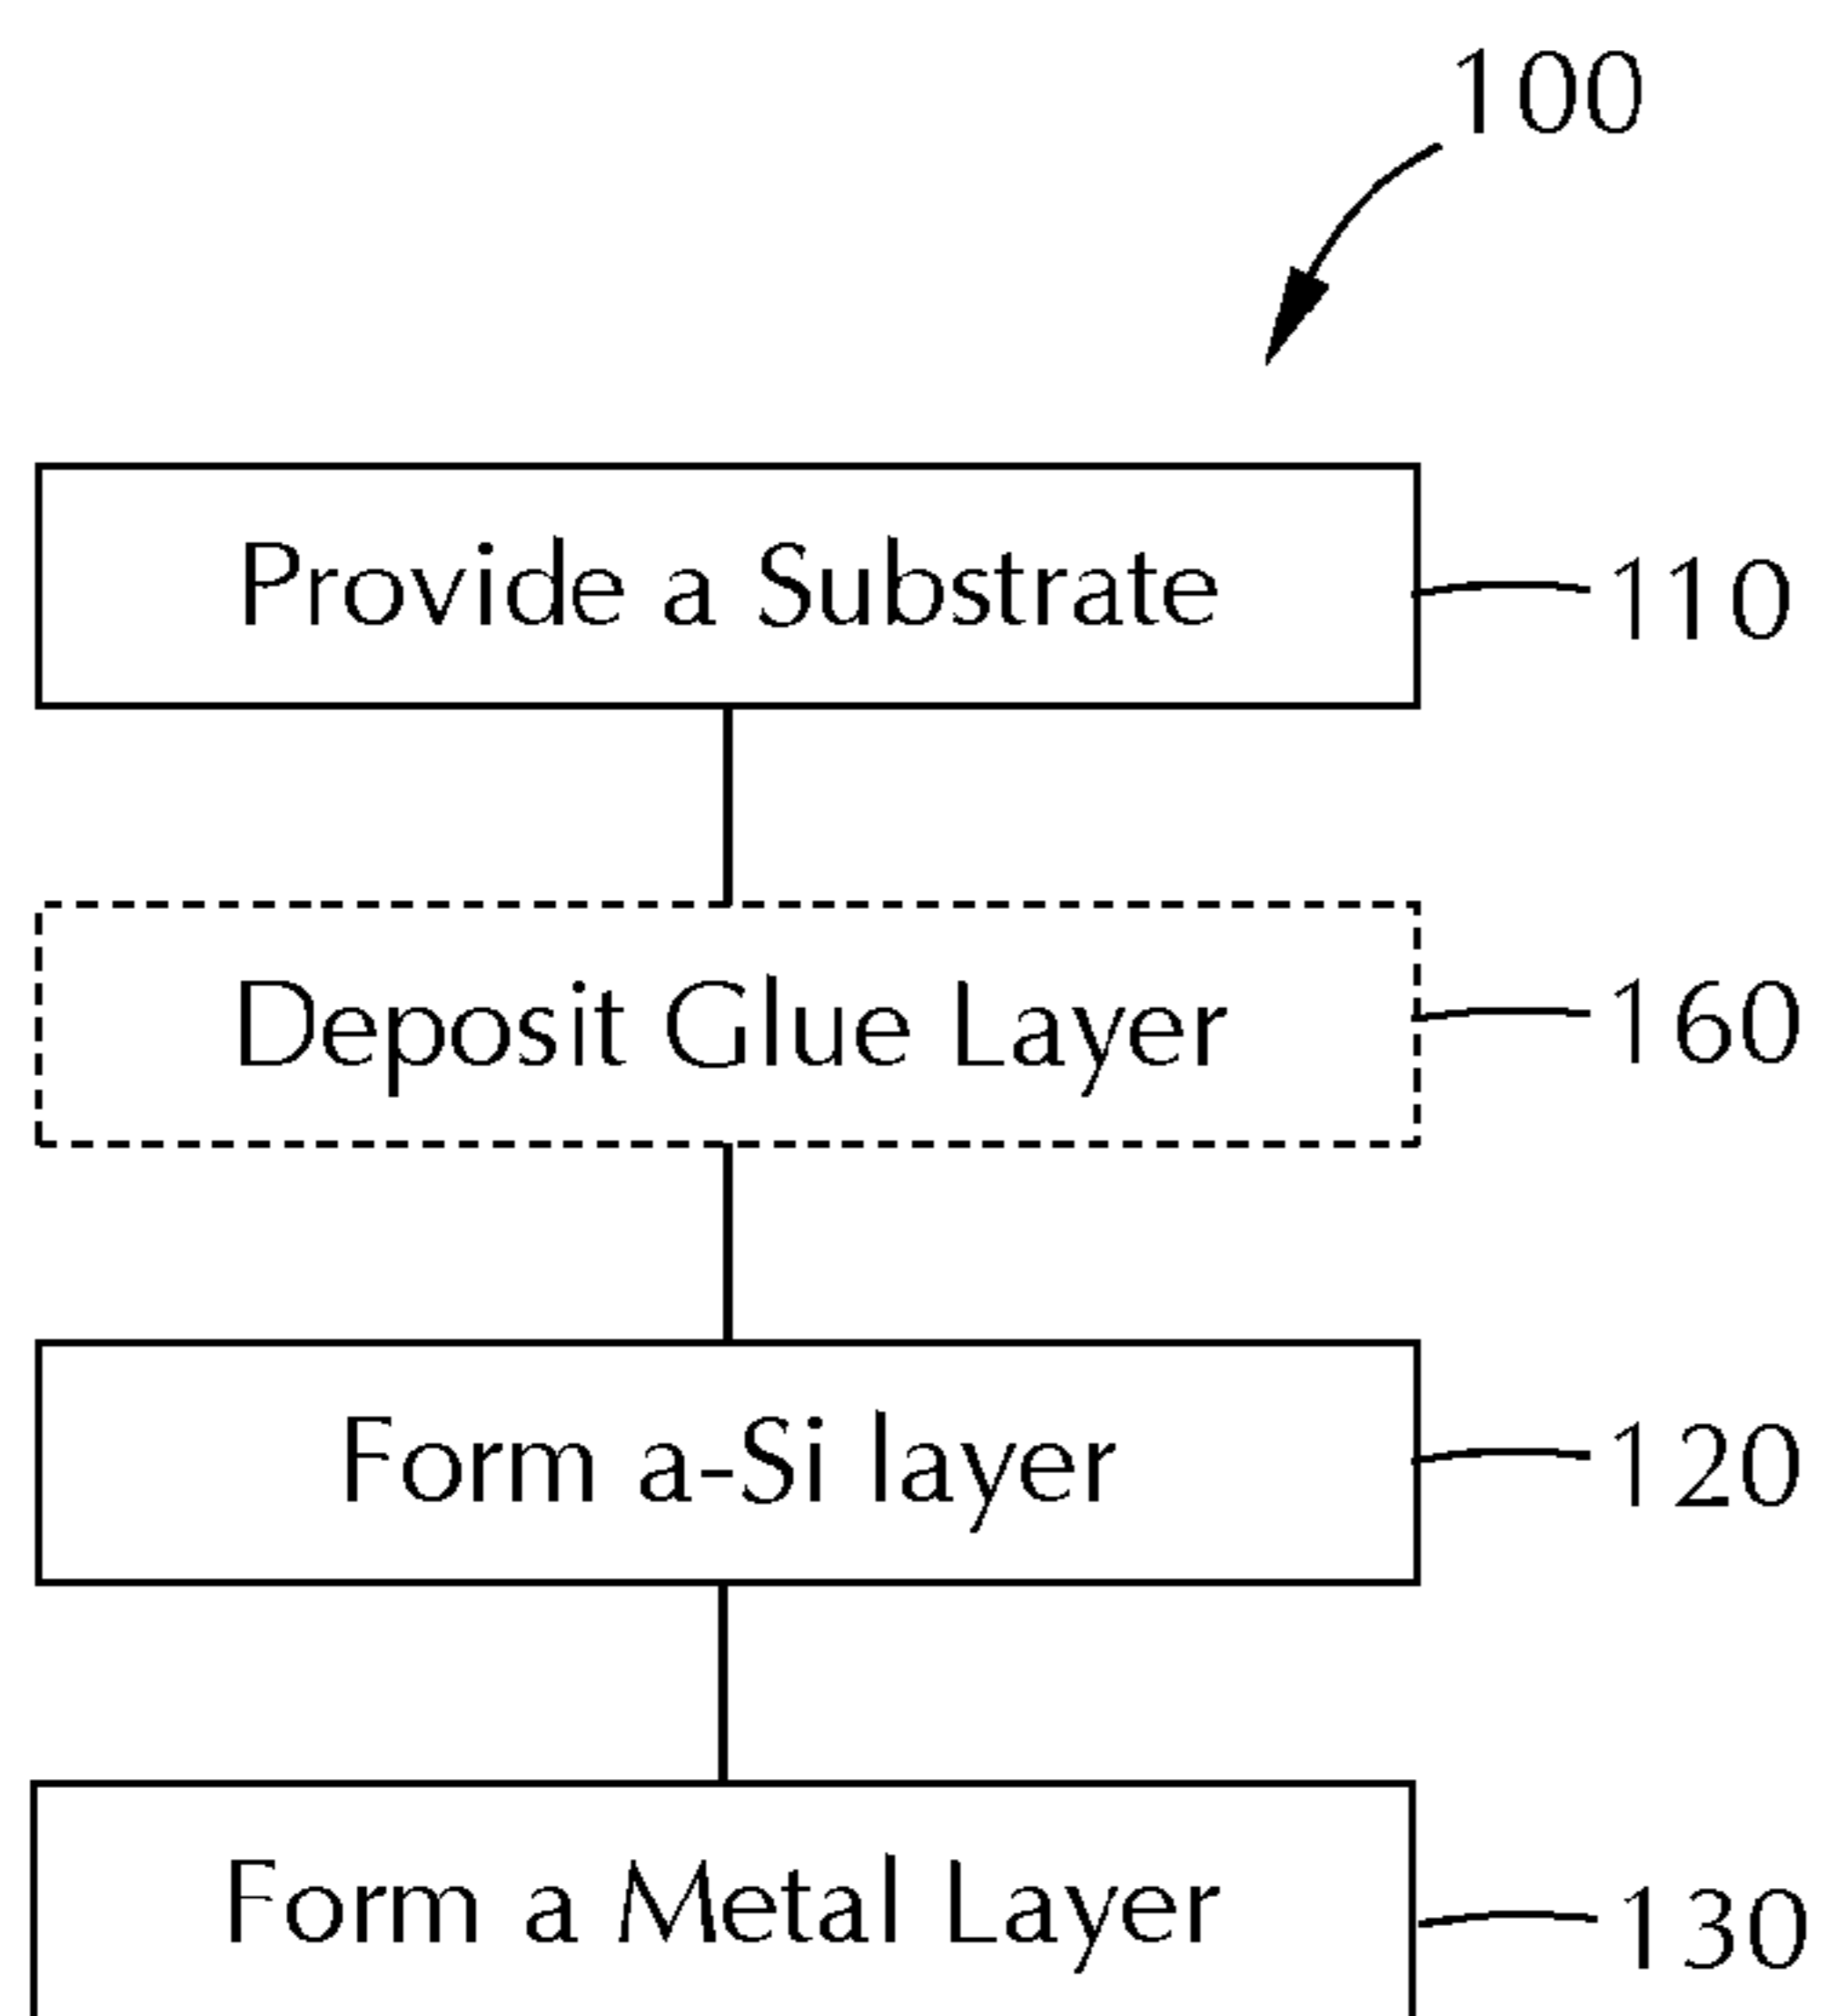 100
Provide a Substrate
110
Deposit Glue Layer
160
Form a-Si layer
120
Form a Metal Layer
130